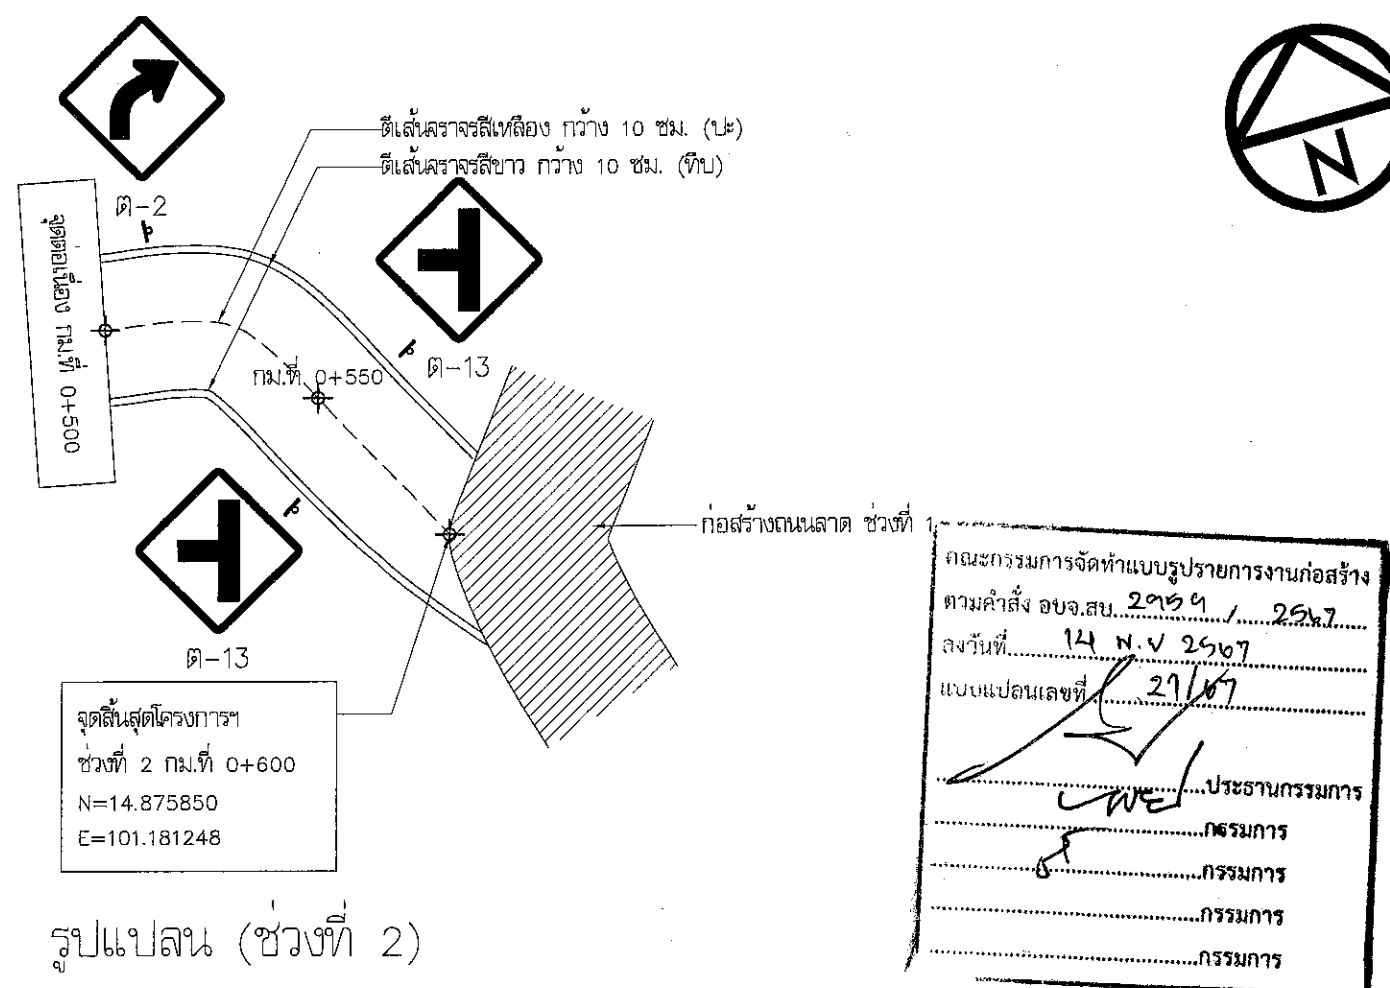 N
ตีเส้นจราจรสีเหลือง กว้าง 10 ซม. (ปะ)
ตีเส้นจราจรสีขาว กว้าง 10 ซม. (ทึบ)
ต-2
จุดต่อเนื่อง กม.ที่ 0+500
กม.ที่ 0+550
ต-13
ก่อสร้างถนนลาด ช่วงที่ 1
ต-13
จุดสิ้นสุดโครงการฯ
ช่วงที่ 2 กม.ที่ 0+600
N=14.875850
E=101.181248
รูปแปลน (ช่วงที่ 2)
คณะกรรมการจัดทำแบบรูปรายการงานก่อสร้าง
ตามคำสั่ง อบจ.สบ. / 2567
ลงวันที่ 14 พ.ย 2567
แบบแปลนเลขที่ 27/67
ประธานกรรมการ
กรรมการ
กรรมการ
กรรมการ
กรรมการ